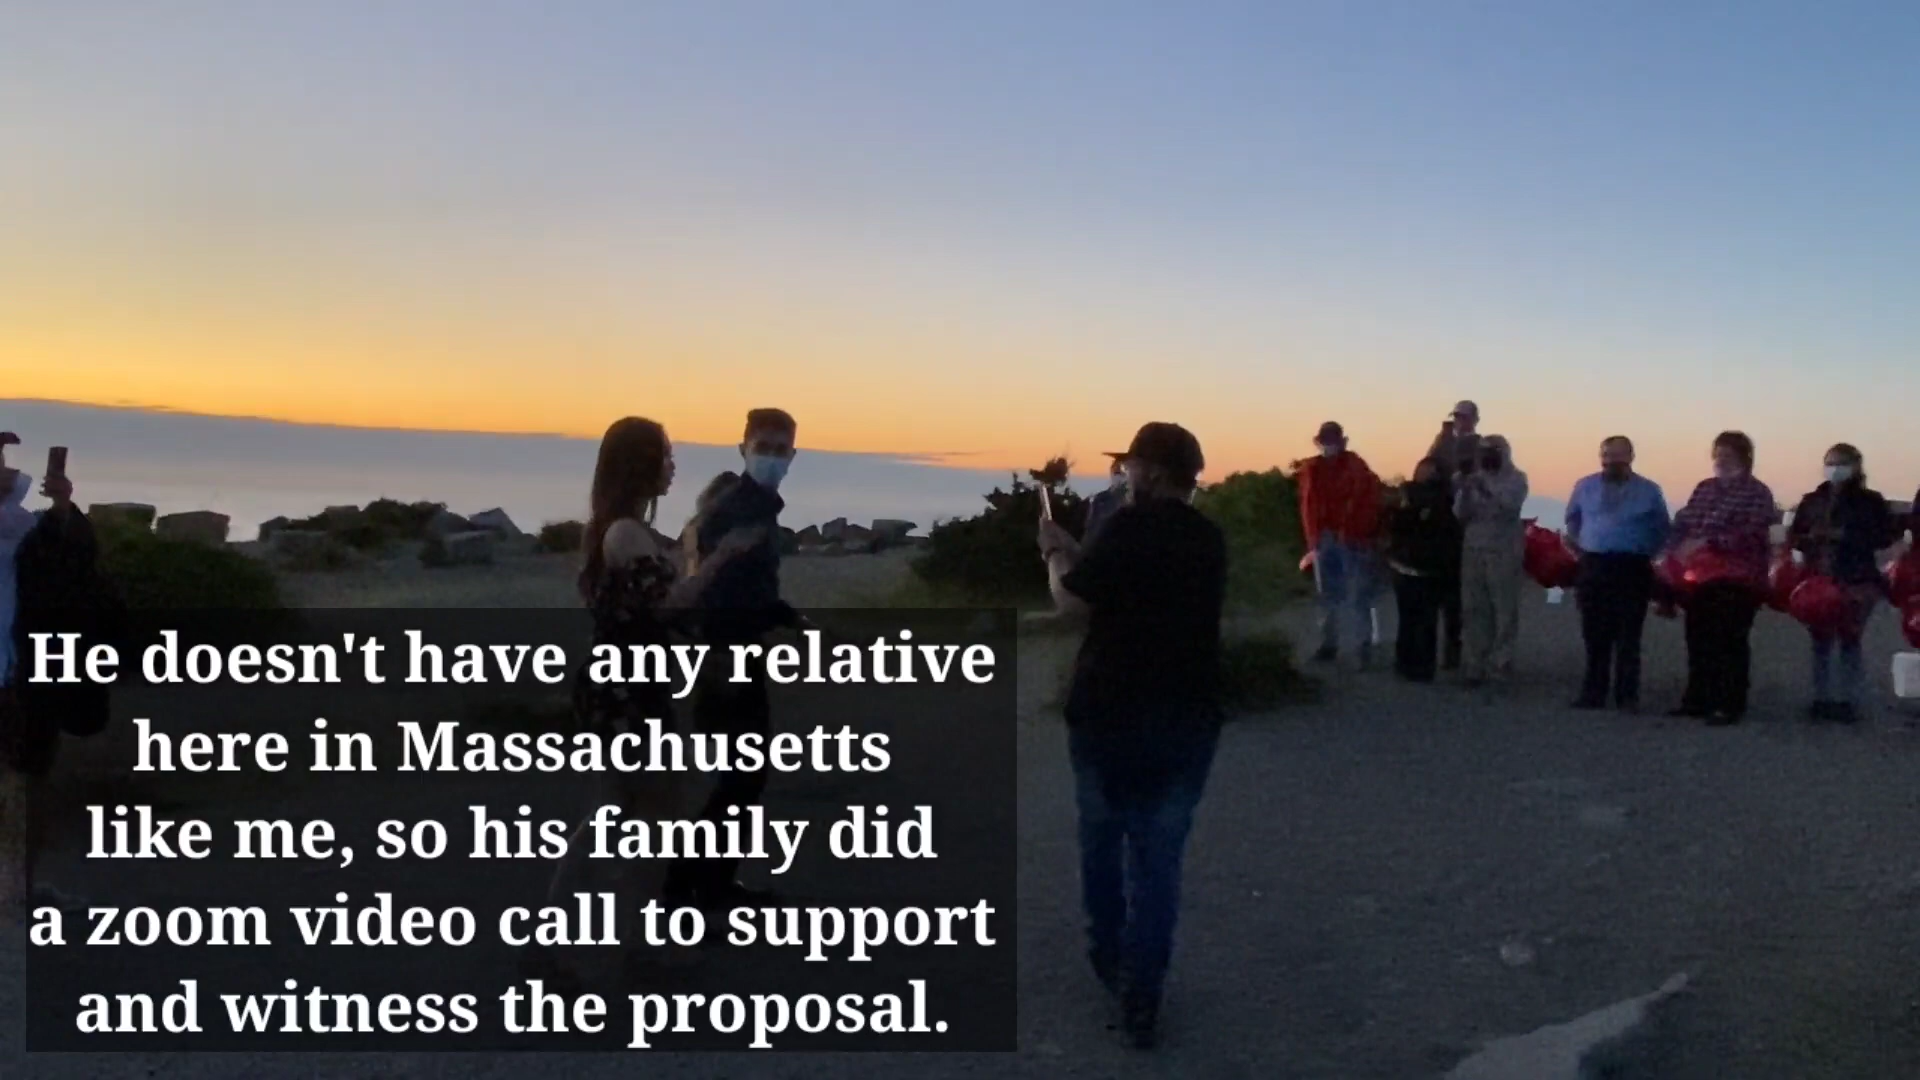 He doesn't have any relative
here in Massachusetts
like me, so his family did
a zoom video call to support
and witness the proposal.